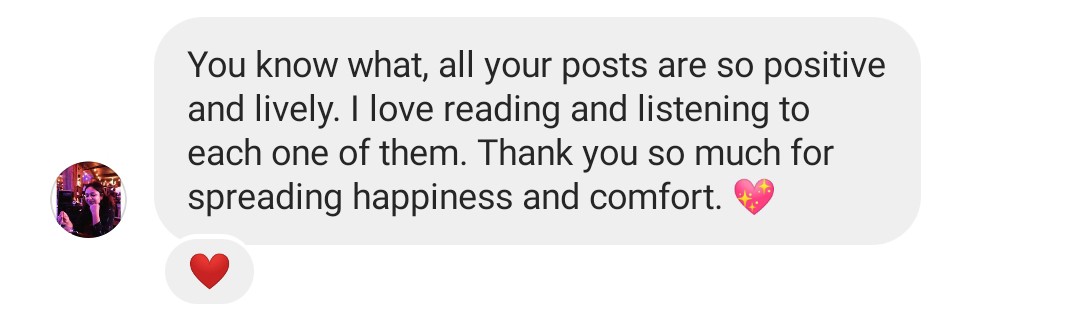 You know what, all your posts are so positive
and lively. I love reading and listening to
each one of them. Thank you so much for
spreading happiness and comfort. 💖
❤️